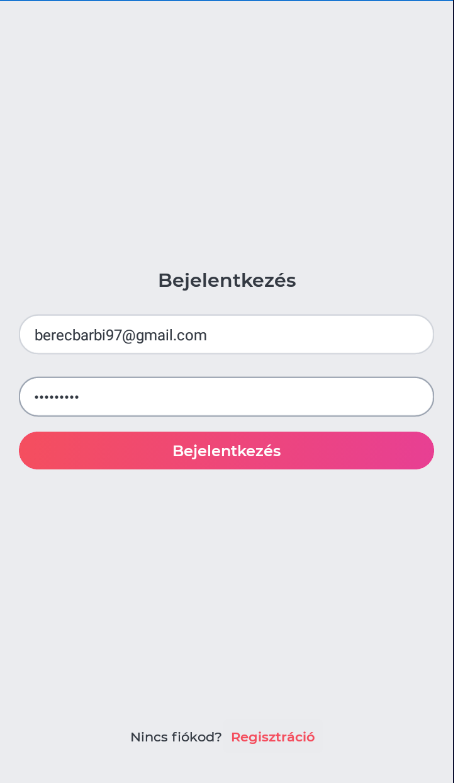 Bejelentkezés
berecbarbi97@gmail.com
•••••••••
Bejelentkezés
Nincs fiókod? Regisztráció